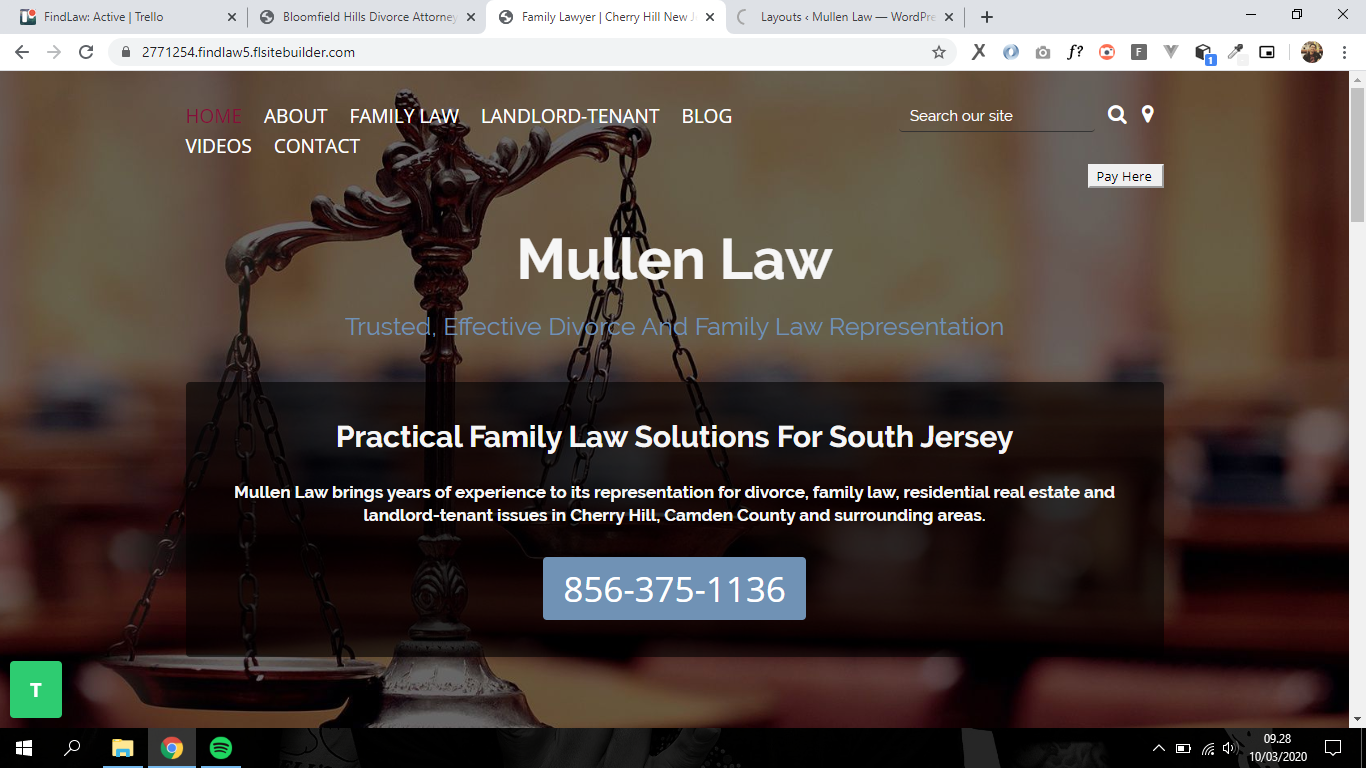 FindLaw: Active | Trello
Bloomfield Hills Divorce Attorney
Family Lawyer | Cherry Hill New J
Layouts ‹ Mullen Law — WordPre
2771254.findlaw5.flsitebuilder.com
X
f?
F
1
HOME ABOUT FAMILY LAW LANDLORD-TENANT BLOG
VIDEOS CONTACT
Search our site
Pay Here
Mullen Law
Trusted, Effective Divorce And Family Law Representation
Practical Family Law Solutions For South Jersey
Mullen Law brings years of experience to its representation for divorce, family law, residential real estate and
landlord-tenant issues in Cherry Hill, Camden County and surrounding areas.
856-375-1136
T
09.28
10/03/2020